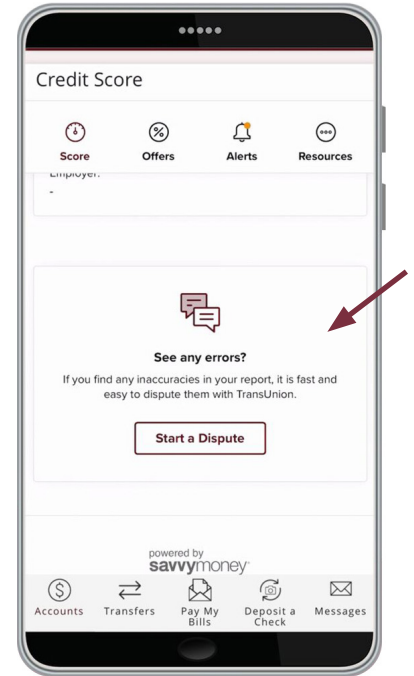 Credit Score
Score Offers Alerts Resources
Employer:
-
See any errors?
If you find any inaccuracies in your report, it is fast and
easy to dispute them with TransUnion.
Start a Dispute
powered by
savvymoney
Accounts Transfers Pay My Deposit a Messages
Bills Check